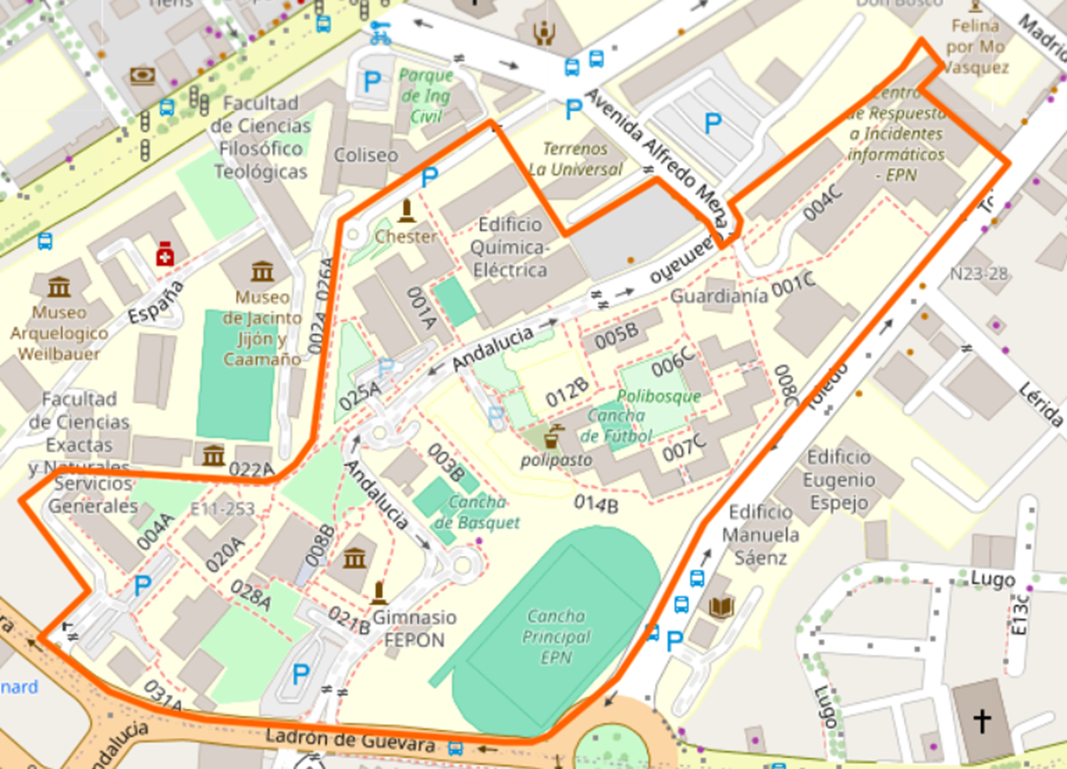 Don Bosco
Felina
por Mo
Vasquez
Madrid
Parque
de Ing
Civil
P
P
P
Facultad
de Ciencias
Filosófico
Teológicas
Coliseo
Terrenos
La Universal
Avenida Alfredo Mena Caamaño
Centro
de Respuesta
a Incidentes
informáticos
- EPN
004C
P
Chester
Edificio
Química-
Eléctrica
N23-28
Museo
Arquelogico
Weilbauer
España
Museo
de Jacinto
Jijón y
Caamaño
002A 026A
001A
Guardianía
001C
Andalucia
005B
006C
Polibosque
Toledo
008C
Lérida
P
025A
012B
Cancha
de Fútbol
P
007C
polipasto
Facultad
de Ciencias
Exactas
y Naturales
Servicios
Generales
022A
E11-253
003B
Andalucia
Cancha
de Basquet
014B
Edificio
Eugenio
Espejo
Edificio
Manuela
Sáenz
004A
020A
008B
028A
021B
P
Gimnasio
FEPON
Cancha
Principal
EPN
P
P
Lugo
E13c
Lugo
nard
031A
Ladrón de Guevara
ndalucía